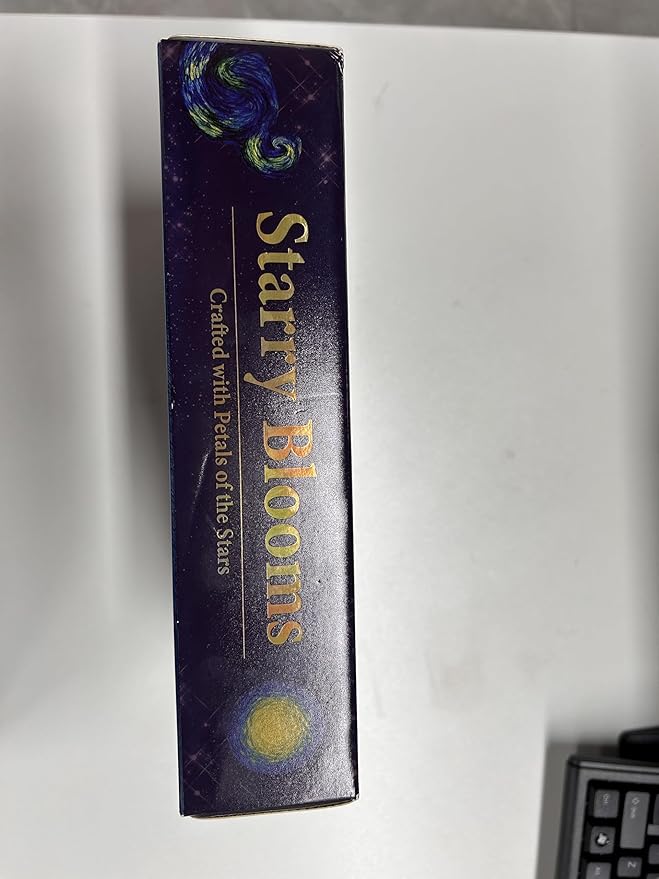 Starry Blooms
Crafted with Petals of the Stars
Z